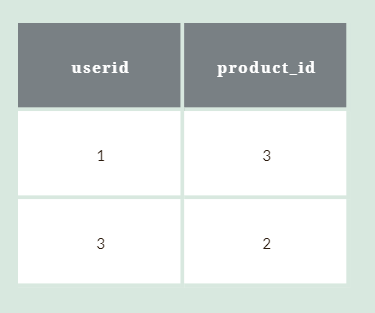 userid product_id
1 3
3 2